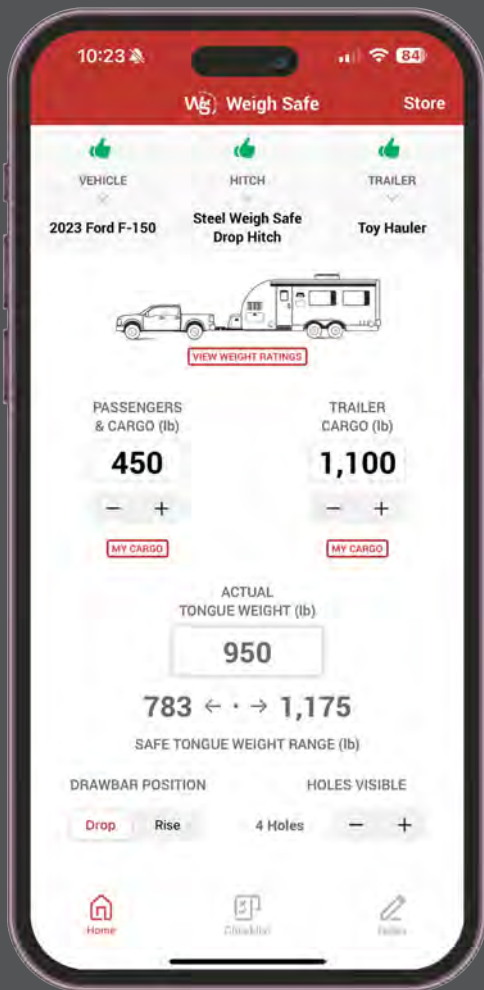 10:23
84
WS Weigh Safe
Store
VEHICLE
HITCH
TRAILER
2023 Ford F-150
Steel Weigh Safe
Drop Hitch
Toy Hauler
VIEW WEIGHT RATINGS
PASSENGERS
& CARGO (lb)
TRAILER
CARGO (lb)
450
1,100
− +
− +
MY CARGO
MY CARGO
ACTUAL
TONGUE WEIGHT (lb)
950
783 ← · → 1,175
SAFE TONGUE WEIGHT RANGE (lb)
DRAWBAR POSITION
HOLES VISIBLE
Drop
Rise
4 Holes
− +
Home
Checklist
Notes